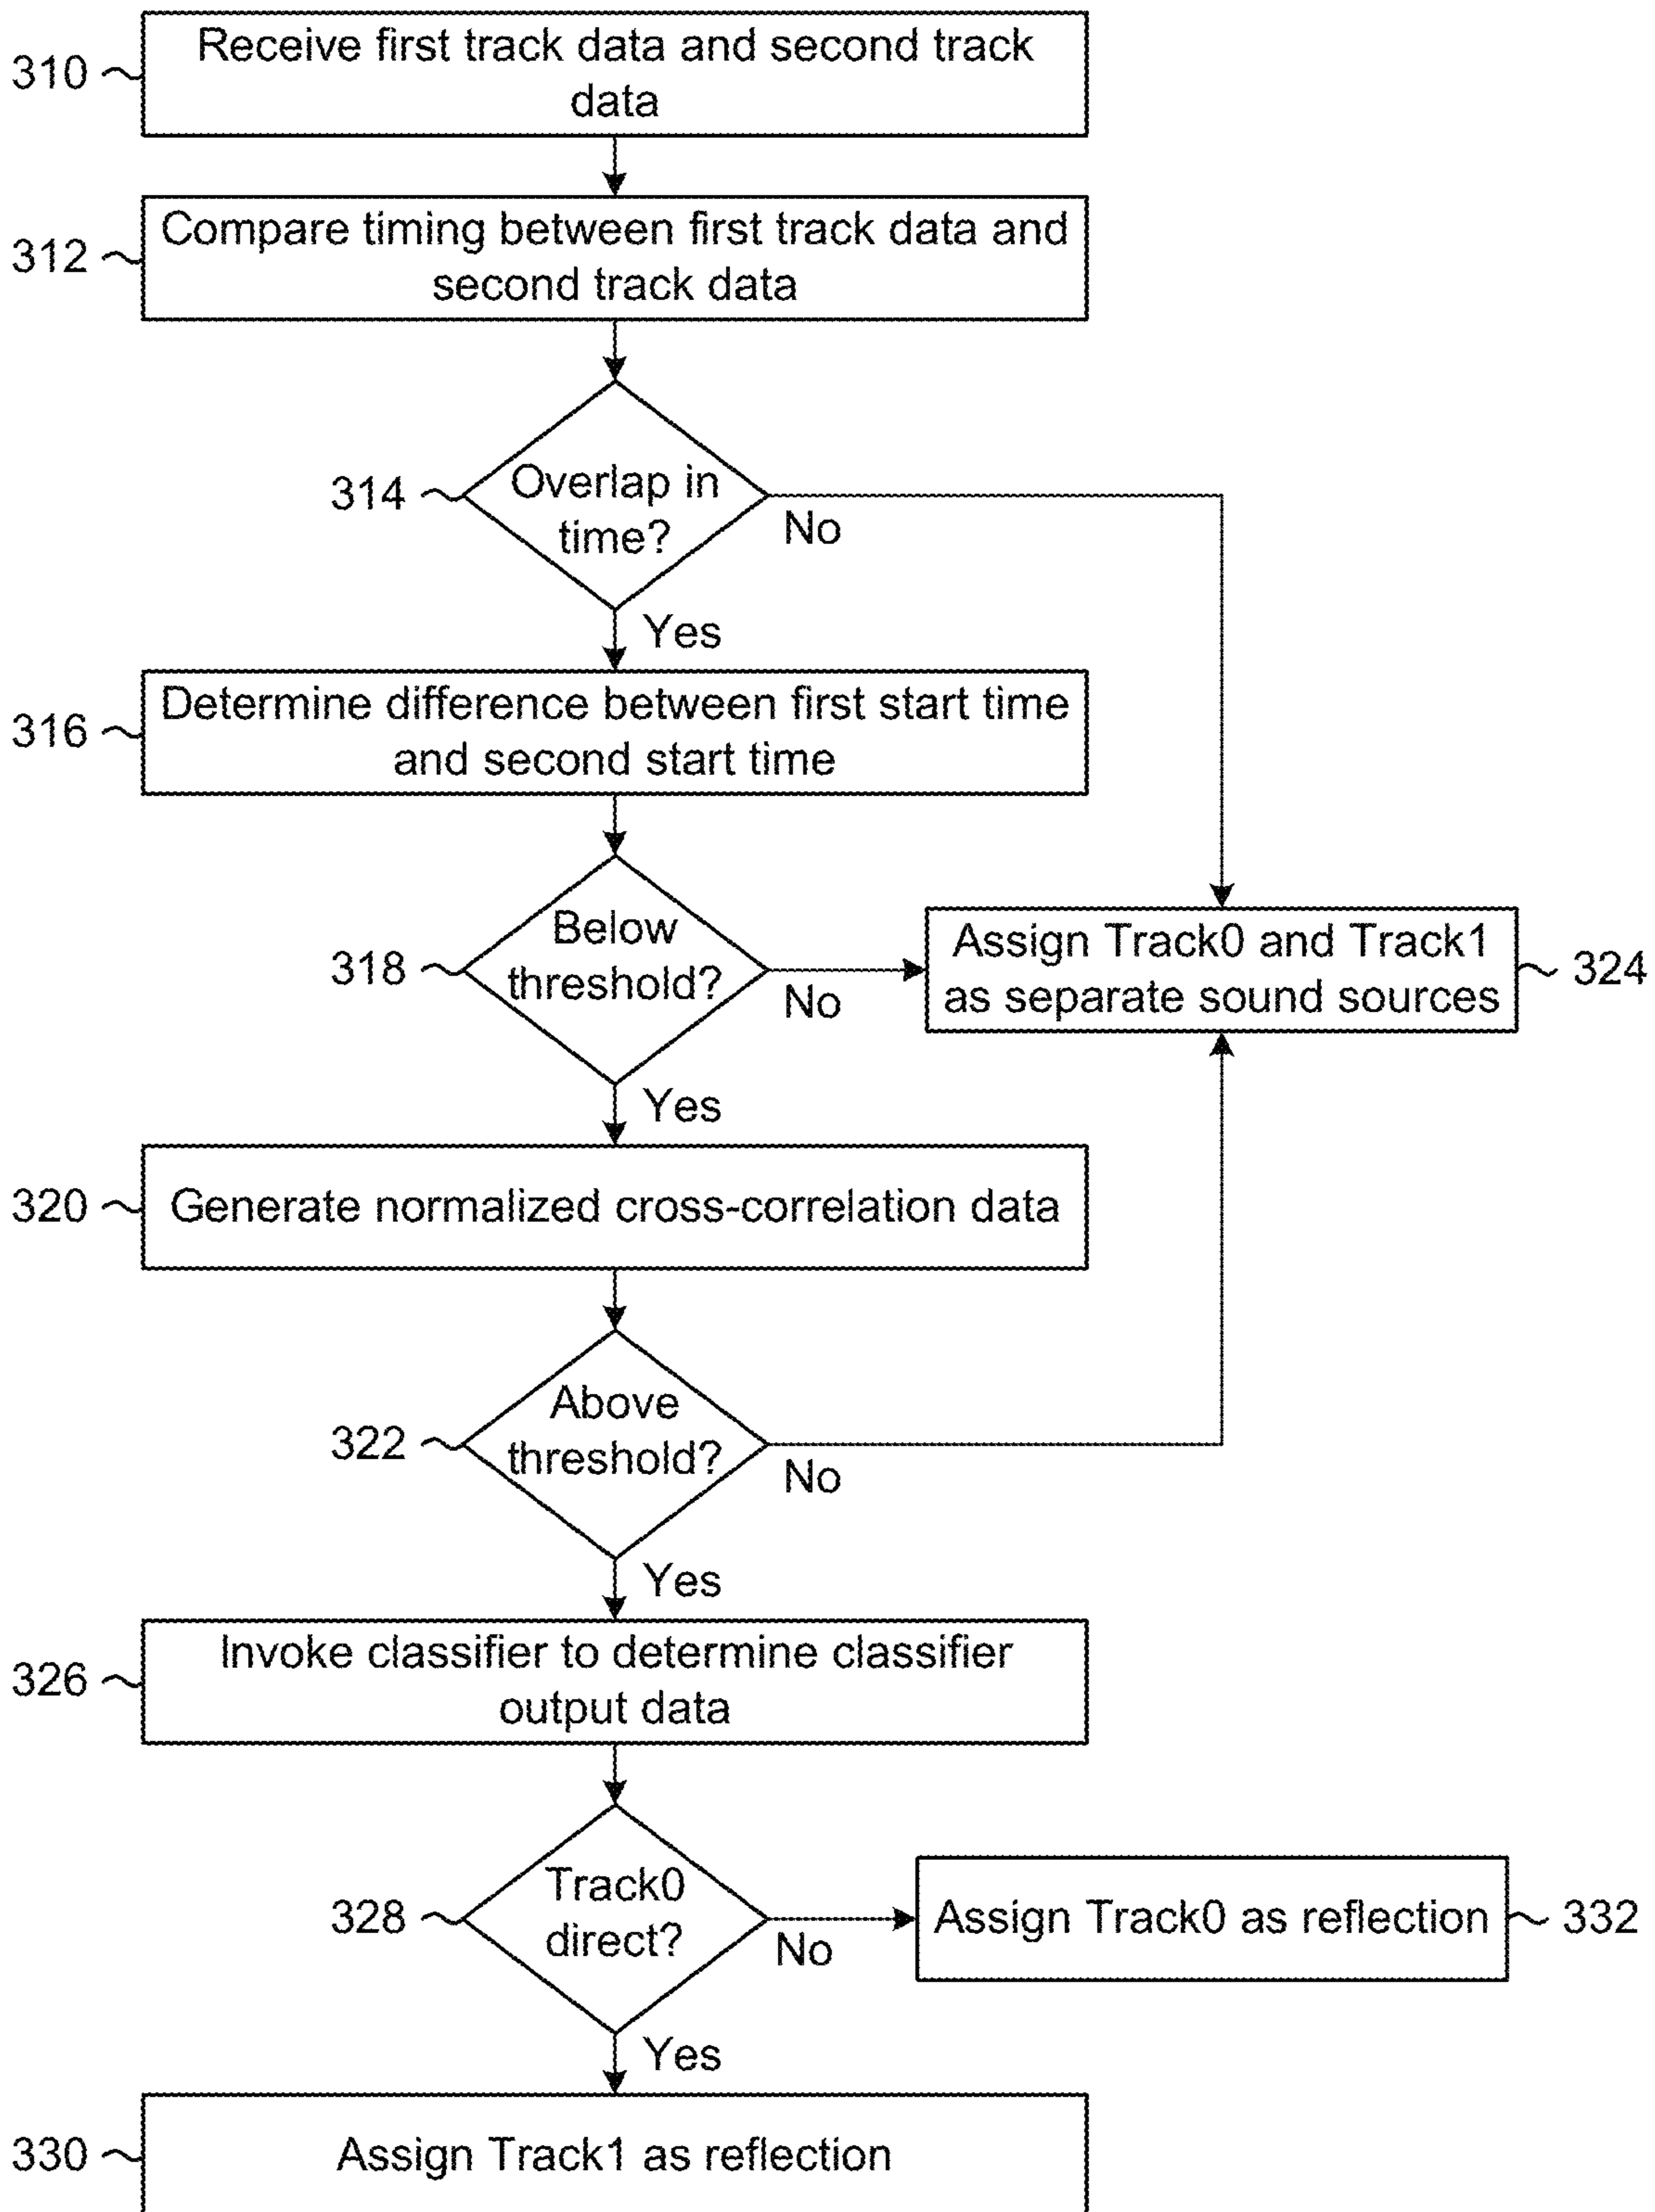 310
Receive first track data and second track
data
312
Compare timing between first track data and
second track data
314
Overlap in
time?
No
Yes
316
Determine difference between first start time
and second start time
318
Below
threshold?
No
Assign Track0 and Track1
as separate sound sources
324
Yes
320
Generate normalized cross-correlation data
322
Above
threshold?
No
Yes
326
Invoke classifier to determine classifier
output data
328
Track0
direct?
No
Assign Track0 as reflection
332
Yes
330
Assign Track1 as reflection